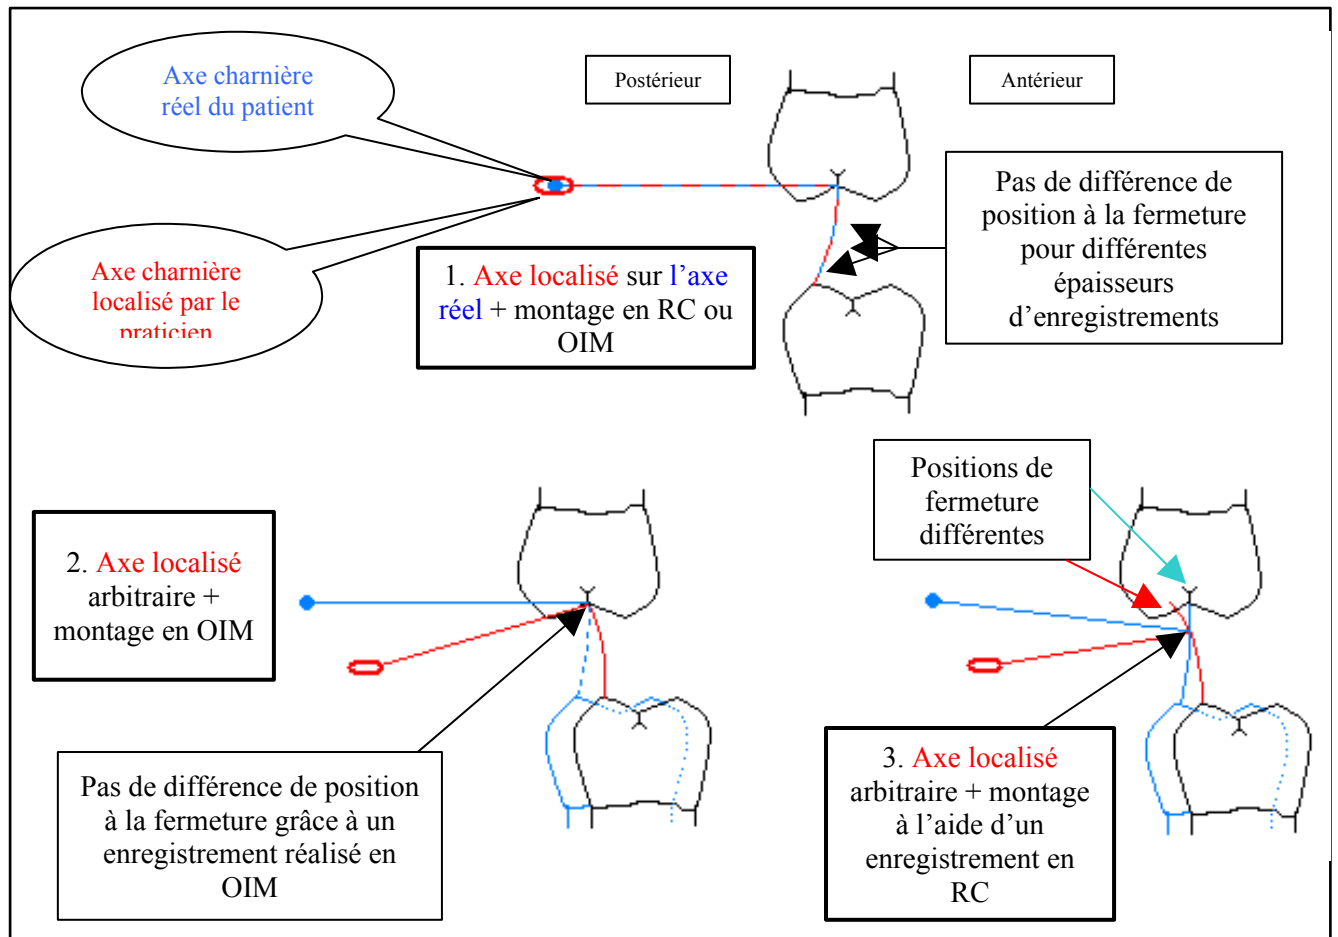 Axe charnière
réel du patient
Postérieur
Antérieur
Axe charnière
localisé par le
praticien
1. Axe localisé sur l’axe
réel + montage en RC ou
OIM
Pas de différence de
position à la fermeture
pour différentes
épaisseurs
d’enregistrements
2. Axe localisé
arbitraire +
montage en OIM
Positions de
fermeture
différentes
Pas de différence de position
à la fermeture grâce à un
enregistrement réalisé en
OIM
3. Axe localisé
arbitraire + montage
à l’aide d’un
enregistrement en
RC